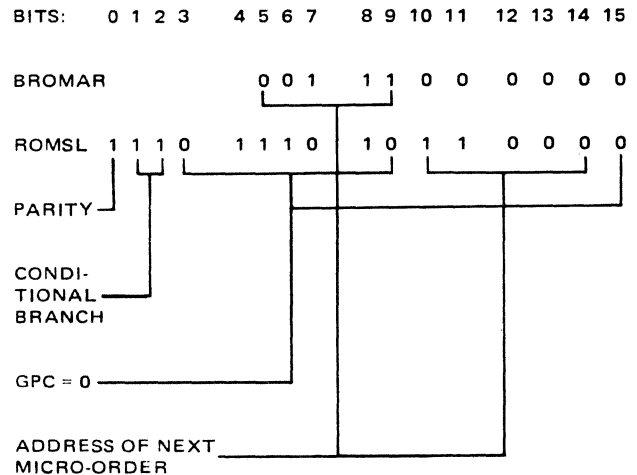 BITS: 0 1 2 3 4 5 6 7 8 9 10 11 12 13 14 15
BROMAR 0 0 1 1 1 0 0 0 0 0 0
ROMSL 1 1 1 0 1 1 1 0 1 0 1 1 0 0 0 0
PARITY
CONDI-
TIONAL
BRANCH
GPC = 0
ADDRESS OF NEXT
MICRO-ORDER